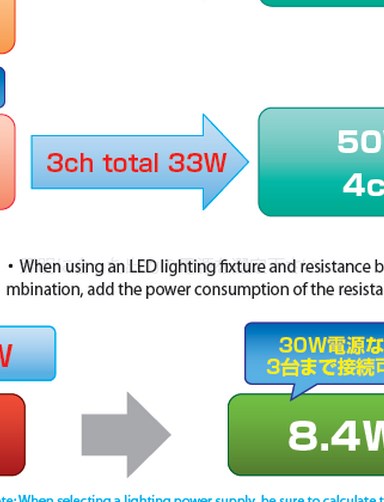 3ch total 33W
50
4c
・When using an LED lighting fixture and resistance b
mbination, add the power consumption of the resista
W
30W電源な
3台まで接続可
8.4W
te: When selecting a lighting power supply, be sure to calculate t